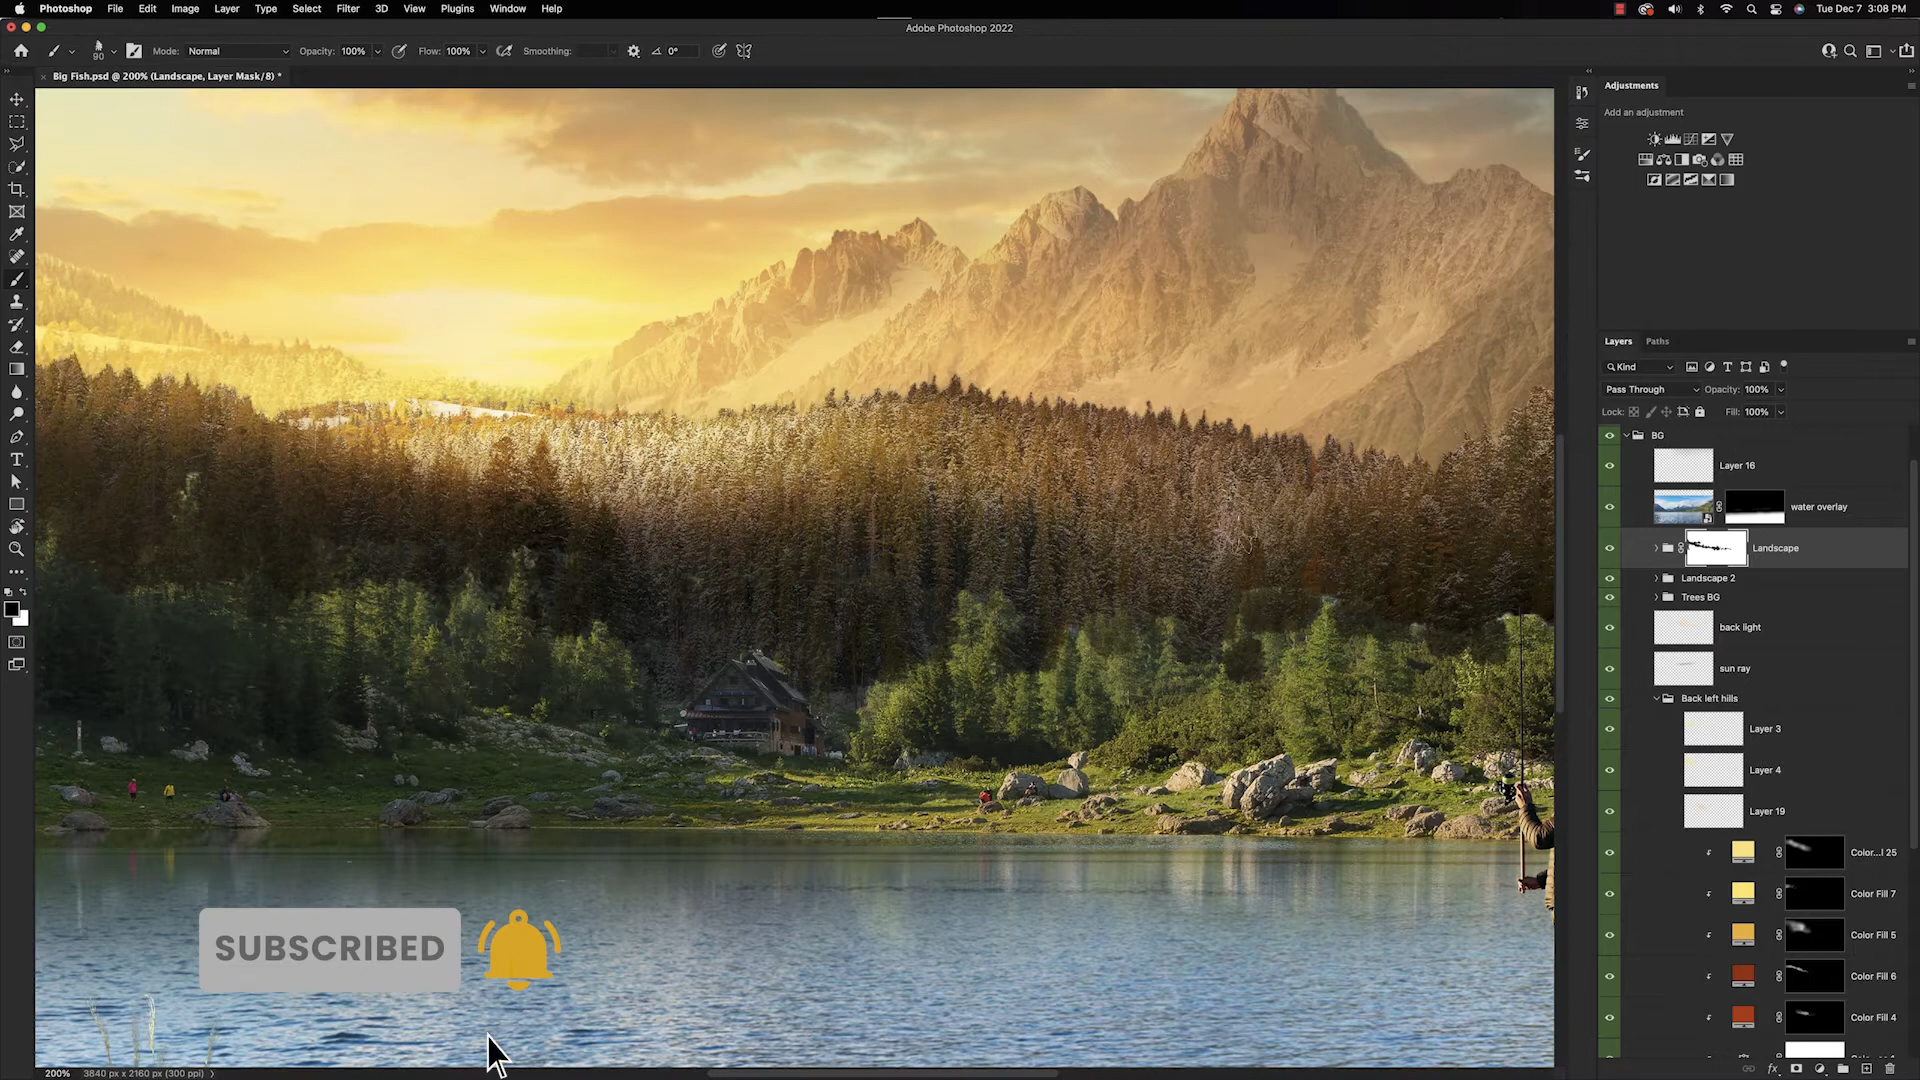 Photoshop File Edit Image Layer Type Select Filter 3D View Plugins Window Help Tue Dec 7 3:08 PM
Adobe Photoshop 2022
90 Mode: Normal Opacity: 100% Flow: 100% Smoothing: 0°
Big Fish.psd @ 200% (Landscape, Layer Mask/8) *
Adjustments
Add an adjustment
Layers Paths
Kind
Pass Through Opacity: 100%
Lock: Fill: 100%
BG
Layer 16
water overlay
Landscape
Landscape 2
Trees BG
back light
sun ray
Back left hills
Layer 3
Layer 4
Layer 19
Color...l 25
Color Fill 7
Color Fill 5
Color Fill 6
Color Fill 4
SUBSCRIBED
200% 3840 px x 2160 px (300 ppi)